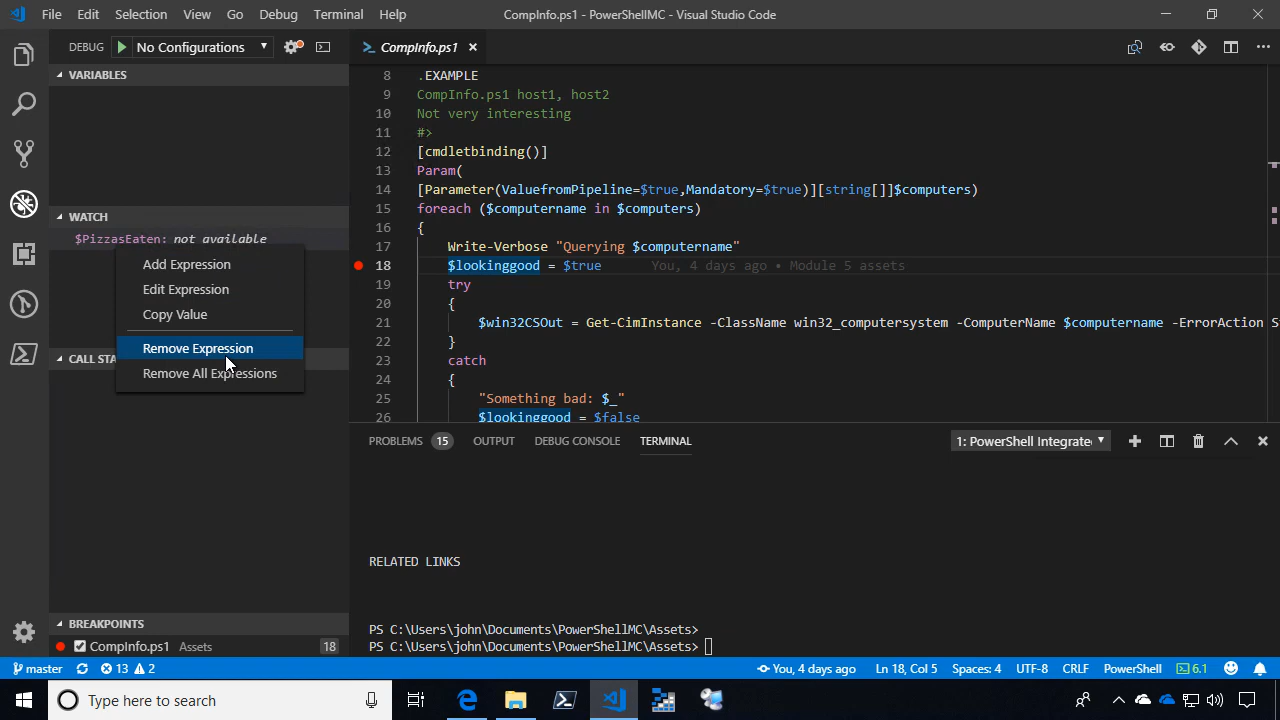 File Edit Selection View Go Debug Terminal Help CompInfo.ps1 - PowerShellMC - Visual Studio Code
DEBUG No Configurations
CompInfo.ps1
VARIABLES
WATCH
$PizzasEaten: not available
Add Expression
Edit Expression
Copy Value
Remove Expression
CALL STA
Remove All Expressions
BREAKPOINTS
CompInfo.ps1 Assets 18
8 .EXAMPLE
9 CompInfo.ps1 host1, host2
10 Not very interesting
11 #>
12 [cmdletbinding()]
13 Param(
14 [Parameter(ValuefromPipeline=$true,Mandatory=$true)][string[]]$computers)
15 foreach ($computername in $computers)
16 {
17 Write-Verbose "Querying $computername"
18 $lookinggood = $true You, 4 days ago • Module 5 assets
19 try
20 {
21 $win32CSOut = Get-CimInstance -ClassName win32_computersystem -ComputerName $computername -ErrorAction S
22 }
23 catch
24 {
25 "Something bad: $_"
26 $lookinggood = $false
PROBLEMS 15 OUTPUT DEBUG CONSOLE TERMINAL 1: PowerShell Integrate
RELATED LINKS
PS C:\Users\john\Documents\PowerShellMC\Assets>
PS C:\Users\john\Documents\PowerShellMC\Assets>
master 13 2 You, 4 days ago Ln 18, Col 5 Spaces: 4 UTF-8 CRLF PowerShell 6.1
Type here to search